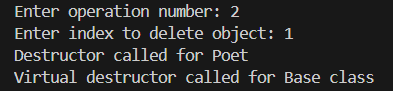 Enter operation number: 2
Enter index to delete object: 1
Destructor called for Poet
Virtual destructor called for Base class